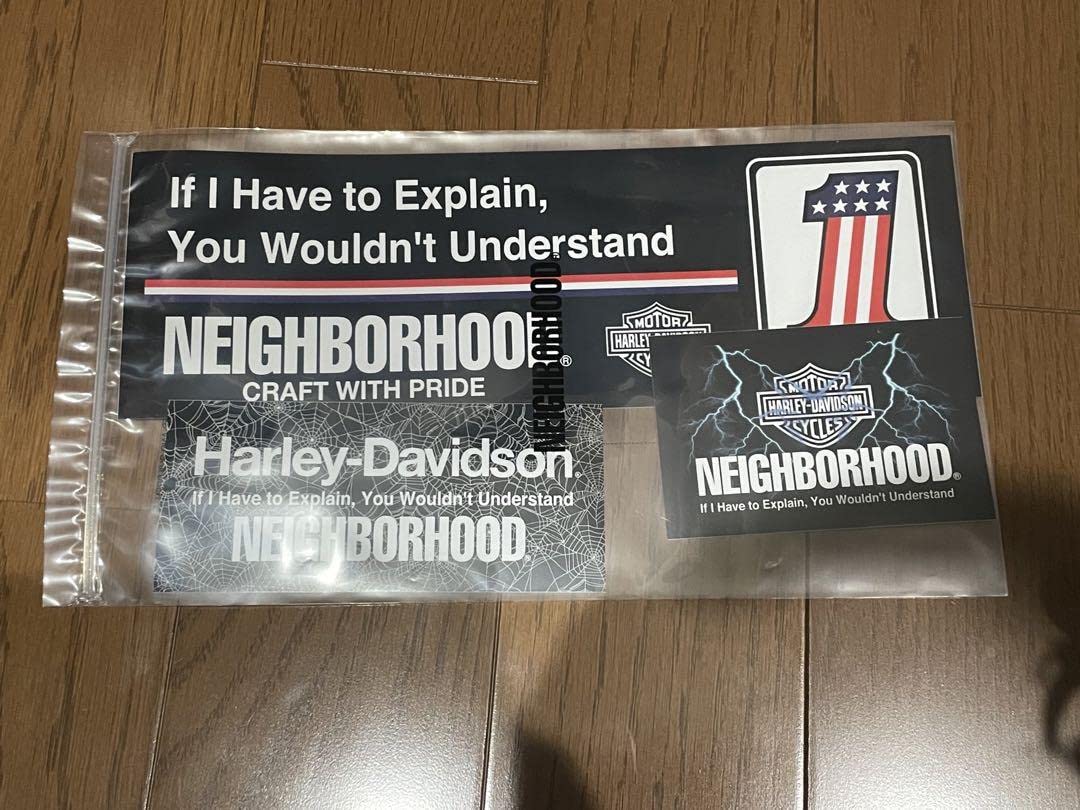 If I Have to Explain,
You Wouldn't Understand
NEIGHBORHOOD®
CRAFT WITH PRIDE
MOTOR
HARLEY-DAVIDSON
1
NEIGHBORHOOD
Harley-Davidson®
If I Have to Explain, You Wouldn't Understand
NEIGHBORHOOD®
MOTOR
HARLEY-DAVIDSON
CYCLES
NEIGHBORHOOD®
If I Have to Explain, You Wouldn't Understand